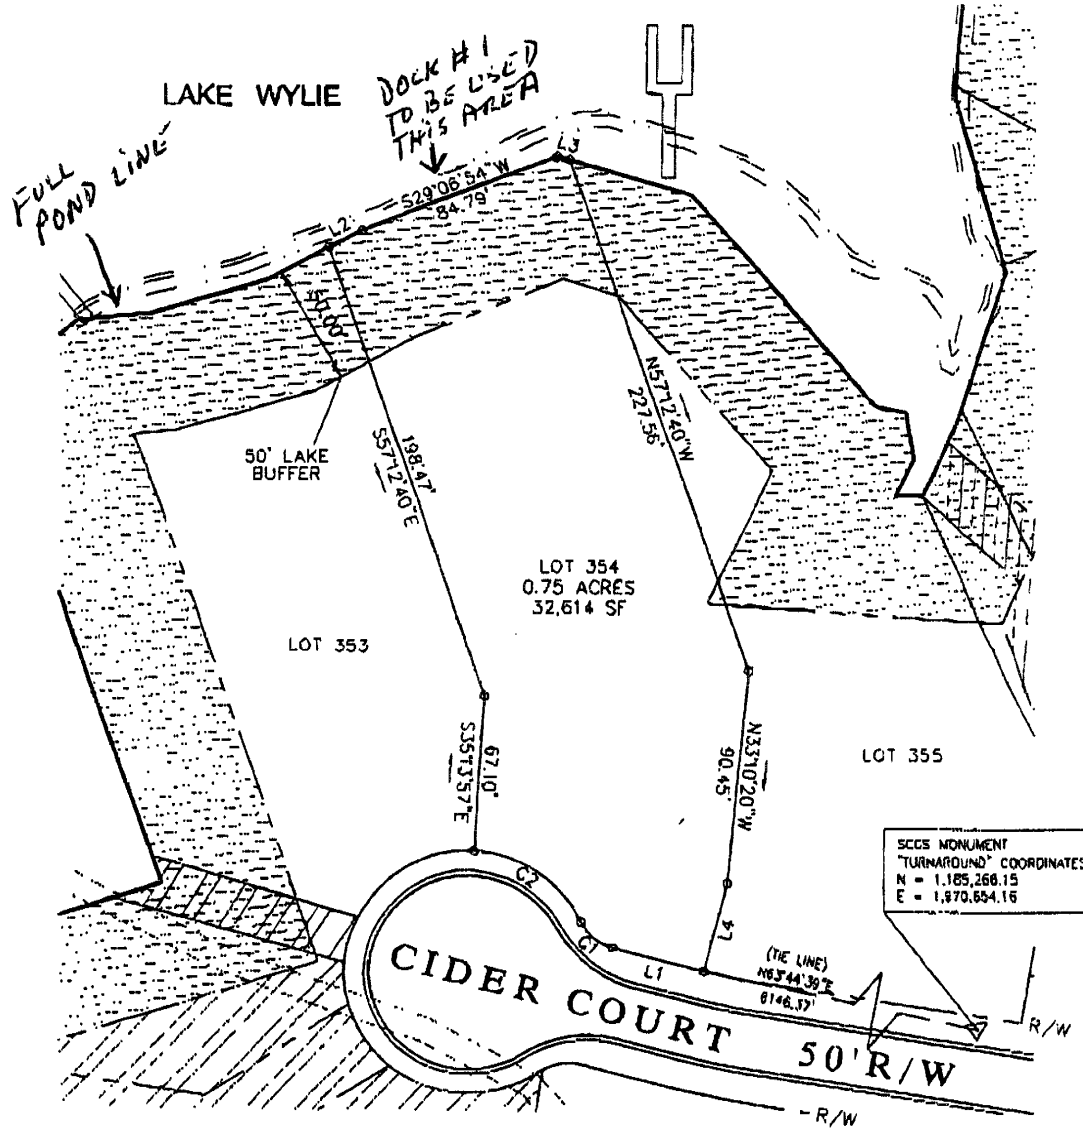 LAKE WYLIE
DOCK # 1
TO BE USED
THIS AREA
FULL
POND LINE
L3
S29°06'54"W
84.79'
L2
50.00'
N57°12'40"W
227.56'
198.47'
S57°12'40"E
50' LAKE
BUFFER
LOT 354
0.75 ACRES
32,614 SF
LOT 353
LOT 355
67.10'
S35°13'57"E
N33°10'20"W
90.45'
SCGS MONUMENT
"TURNAROUND" COORDINATES
N = 1,185,266.15
E = 1,970,654.16
C2
C1
L4
L1
(TIE LINE)
N63°44'39"E
6146.57'
CIDER COURT 50'R/W
R/W
R/W